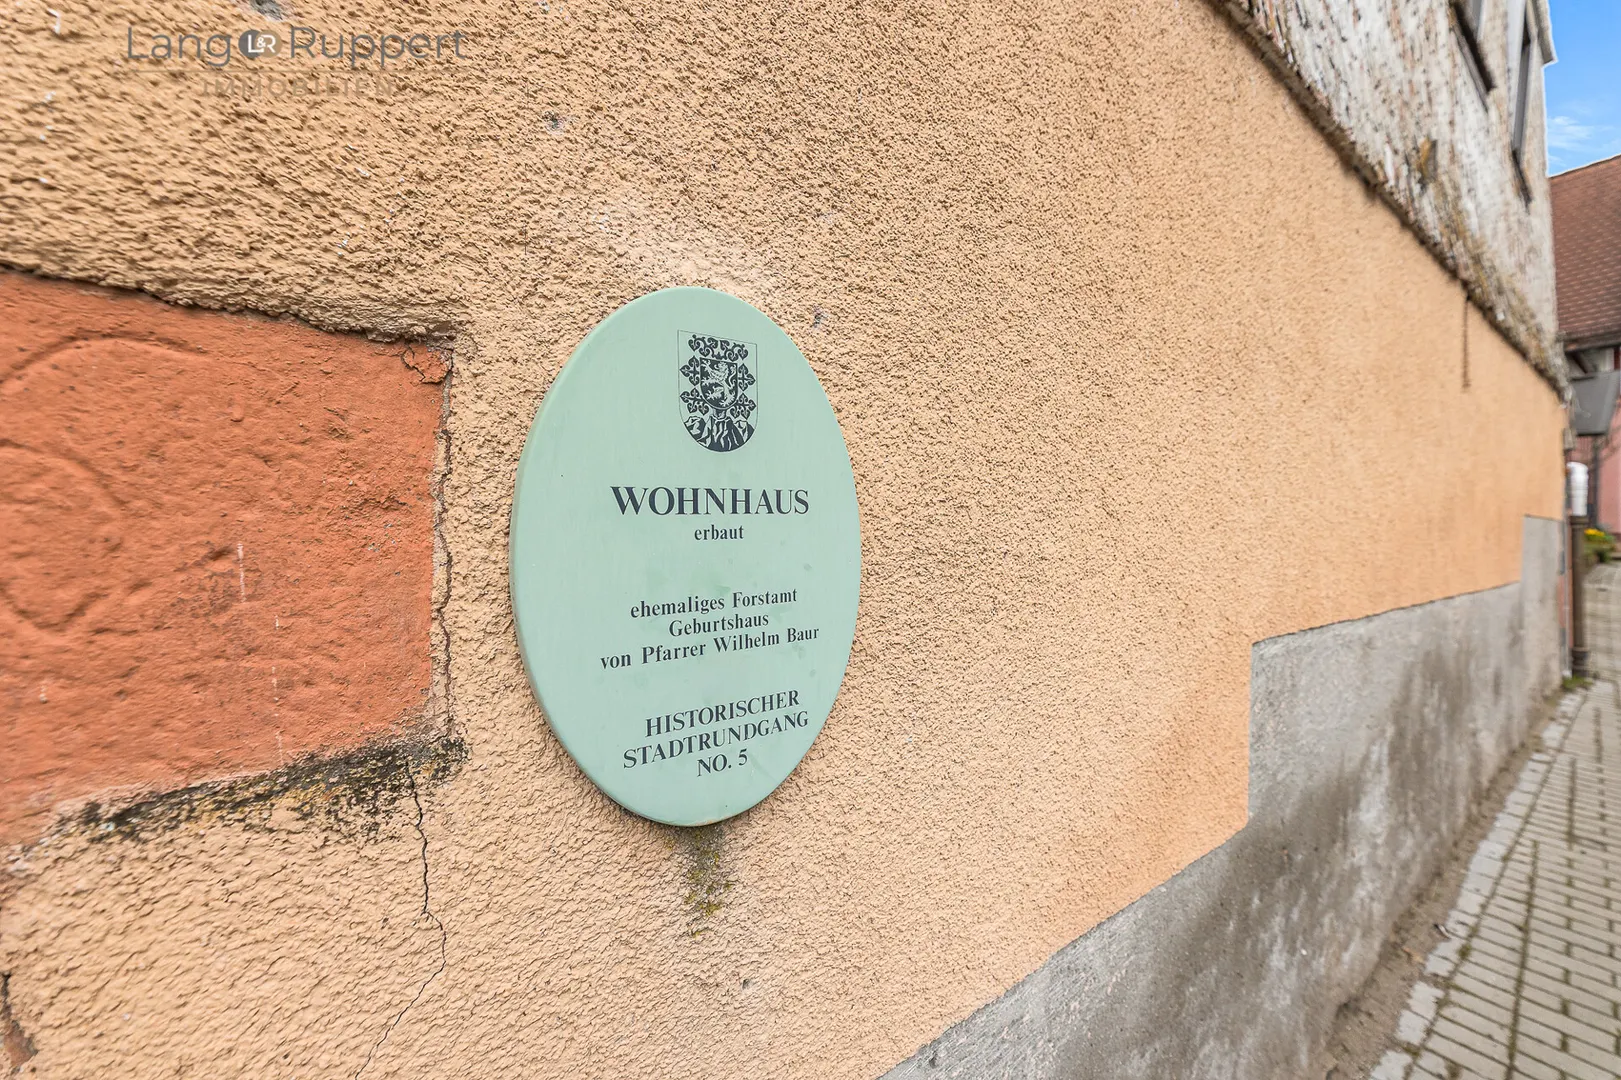 Lang L&R Ruppert
IMMOBILIEN
WOHNHAUS
erbaut
ehemaliges Forstamt
Geburtshaus
von Pfarrer Wilhelm Baur
HISTORISCHER
STADTRUNDGANG
NO. 5